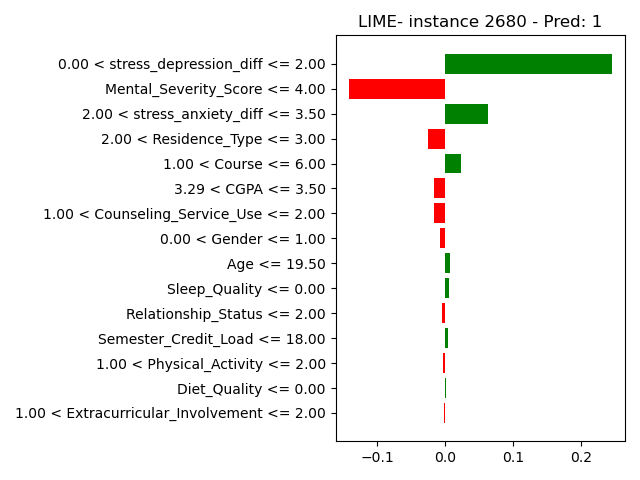 LIME- instance 2680 - Pred: 1
0.00 < stress_depression_diff <= 2.00
Mental_Severity_Score <= 4.00
2.00 < stress_anxiety_diff <= 3.50
2.00 < Residence_Type <= 3.00
1.00 < Course <= 6.00
3.29 < CGPA <= 3.50
1.00 < Counseling_Service_Use <= 2.00
0.00 < Gender <= 1.00
Age <= 19.50
Sleep_Quality <= 0.00
Relationship_Status <= 2.00
Semester_Credit_Load <= 18.00
1.00 < Physical_Activity <= 2.00
Diet_Quality <= 0.00
1.00 < Extracurricular_Involvement <= 2.00
−0.1 0.0 0.1 0.2